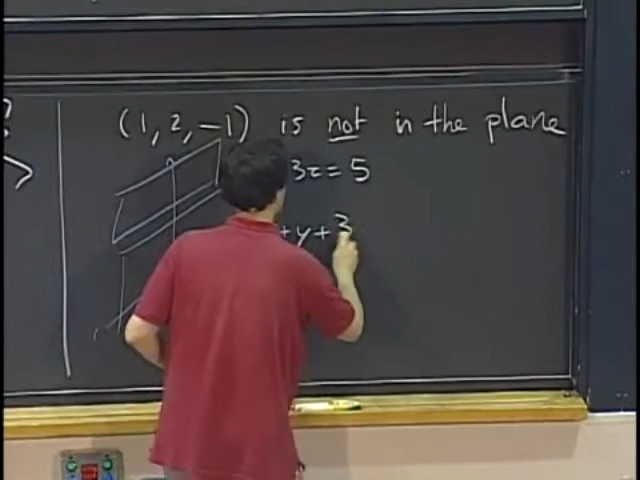 (1, 2, -1) is not in the plane
3z = 5
+ y + 3